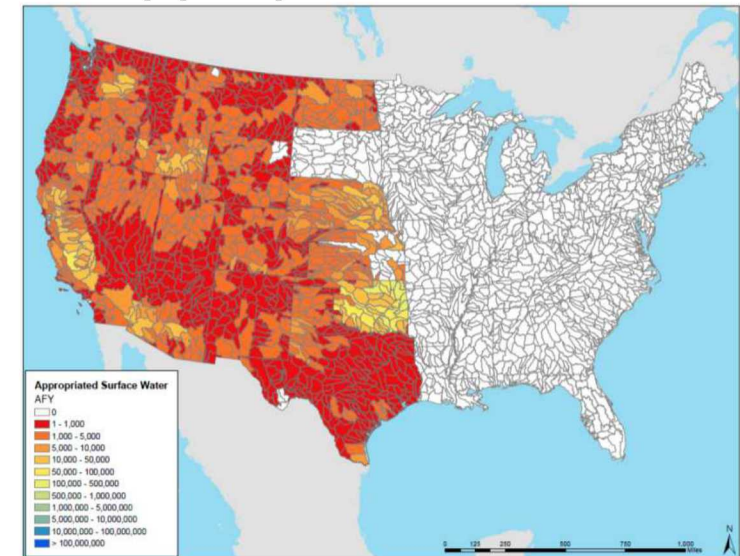 Appropriated Surface Water
AFY
0
1 - 1,000
1,000 - 5,000
5,000 - 10,000
10,000 - 50,000
50,000 - 100,000
100,000 - 500,000
500,000 - 1,000,000
1,000,000 - 5,000,000
5,000,000 - 10,000,000
10,000,000 - 100,000,000
> 100,000,000
N
0 125 250 500 750 1,000
Miles